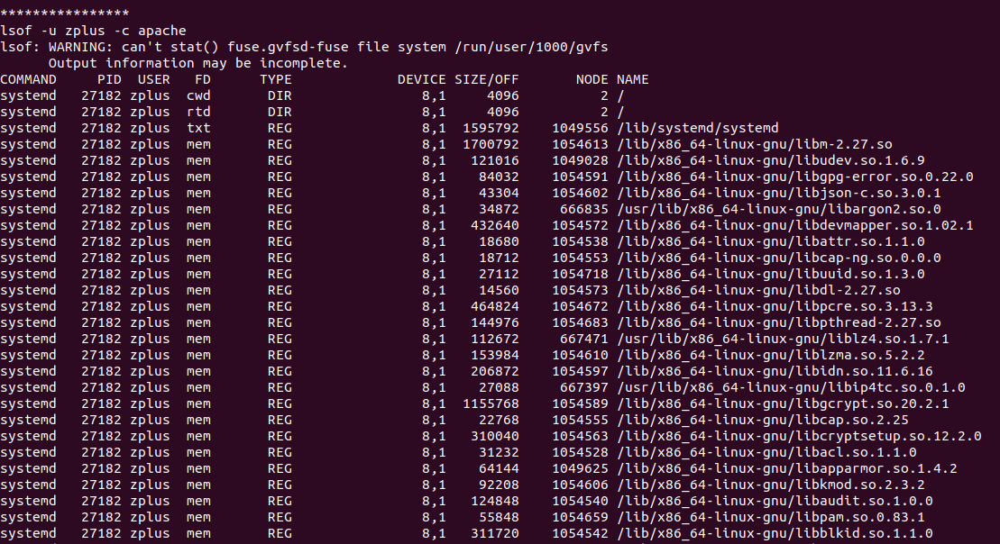 ****************
lsof -u zplus -c apache
lsof: WARNING: can't stat() fuse.gvfsd-fuse file system /run/user/1000/gvfs
      Output information may be incomplete.
COMMAND     PID  USER   FD      TYPE             DEVICE SIZE/OFF       NODE NAME
systemd   27182 zplus  cwd       DIR                8,1     4096          2 /
systemd   27182 zplus  rtd       DIR                8,1     4096          2 /
systemd   27182 zplus  txt       REG                8,1  1595792    1049556 /lib/systemd/systemd
systemd   27182 zplus  mem       REG                8,1  1700792    1054613 /lib/x86_64-linux-gnu/libm-2.27.so
systemd   27182 zplus  mem       REG                8,1   121016    1049028 /lib/x86_64-linux-gnu/libudev.so.1.6.9
systemd   27182 zplus  mem       REG                8,1    84032    1054591 /lib/x86_64-linux-gnu/libgpg-error.so.0.22.0
systemd   27182 zplus  mem       REG                8,1    43304    1054602 /lib/x86_64-linux-gnu/libjson-c.so.3.0.1
systemd   27182 zplus  mem       REG                8,1    34872     666835 /usr/lib/x86_64-linux-gnu/libargon2.so.0
systemd   27182 zplus  mem       REG                8,1   432640    1054572 /lib/x86_64-linux-gnu/libdevmapper.so.1.02.1
systemd   27182 zplus  mem       REG                8,1    18680    1054538 /lib/x86_64-linux-gnu/libattr.so.1.1.0
systemd   27182 zplus  mem       REG                8,1    18712    1054553 /lib/x86_64-linux-gnu/libcap-ng.so.0.0.0
systemd   27182 zplus  mem       REG                8,1    27112    1054718 /lib/x86_64-linux-gnu/libuuid.so.1.3.0
systemd   27182 zplus  mem       REG                8,1    14560    1054573 /lib/x86_64-linux-gnu/libdl-2.27.so
systemd   27182 zplus  mem       REG                8,1   464824    1054672 /lib/x86_64-linux-gnu/libpcre.so.3.13.3
systemd   27182 zplus  mem       REG                8,1   144976    1054683 /lib/x86_64-linux-gnu/libpthread-2.27.so
systemd   27182 zplus  mem       REG                8,1   112672     667471 /usr/lib/x86_64-linux-gnu/liblz4.so.1.7.1
systemd   27182 zplus  mem       REG                8,1   153984    1054610 /lib/x86_64-linux-gnu/liblzma.so.5.2.2
systemd   27182 zplus  mem       REG                8,1   206872    1054597 /lib/x86_64-linux-gnu/libidn.so.11.6.16
systemd   27182 zplus  mem       REG                8,1    27088     667397 /usr/lib/x86_64-linux-gnu/libip4tc.so.0.1.0
systemd   27182 zplus  mem       REG                8,1  1155768    1054589 /lib/x86_64-linux-gnu/libgcrypt.so.20.2.1
systemd   27182 zplus  mem       REG                8,1    22768    1054555 /lib/x86_64-linux-gnu/libcap.so.2.25
systemd   27182 zplus  mem       REG                8,1   310040    1054563 /lib/x86_64-linux-gnu/libcryptsetup.so.12.2.0
systemd   27182 zplus  mem       REG                8,1    31232    1054528 /lib/x86_64-linux-gnu/libacl.so.1.1.0
systemd   27182 zplus  mem       REG                8,1    64144    1049625 /lib/x86_64-linux-gnu/libapparmor.so.1.4.2
systemd   27182 zplus  mem       REG                8,1    92208    1054606 /lib/x86_64-linux-gnu/libkmod.so.2.3.2
systemd   27182 zplus  mem       REG                8,1   124848    1054540 /lib/x86_64-linux-gnu/libaudit.so.1.0.0
systemd   27182 zplus  mem       REG                8,1    55848    1054659 /lib/x86_64-linux-gnu/libpam.so.0.83.1
systemd   27182 zplus  mem       REG                8,1   311720    1054542 /lib/x86_64-linux-gnu/libblkid.so.1.1.0